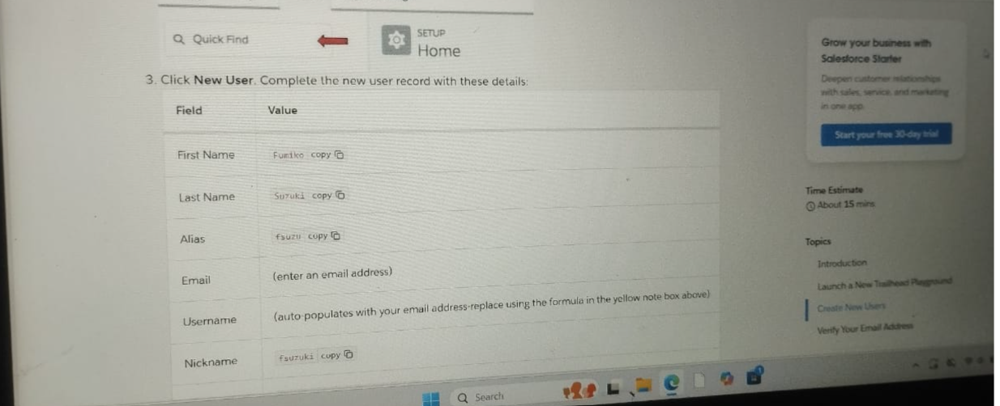 Quick Find
SETUP
Home
3. Click New User. Complete the new user record with these details:
Field Value
First Name Fumiko copy
Last Name Suzuki copy
Alias fsuzu copy
Email (enter an email address)
Username (auto-populates with your email address-replace using the formula in the yellow note box above)
Nickname fsuzuki copy
Grow your business with
Salesforce Starter
Deepen customer relationships
with sales, service, and marketing
in one app.
Start your free 30-day trial
Time Estimate
About 15 mins
Topics
Introduction
Launch a New Trailhead Playground
Create New Users
Verify Your Email Address
Search